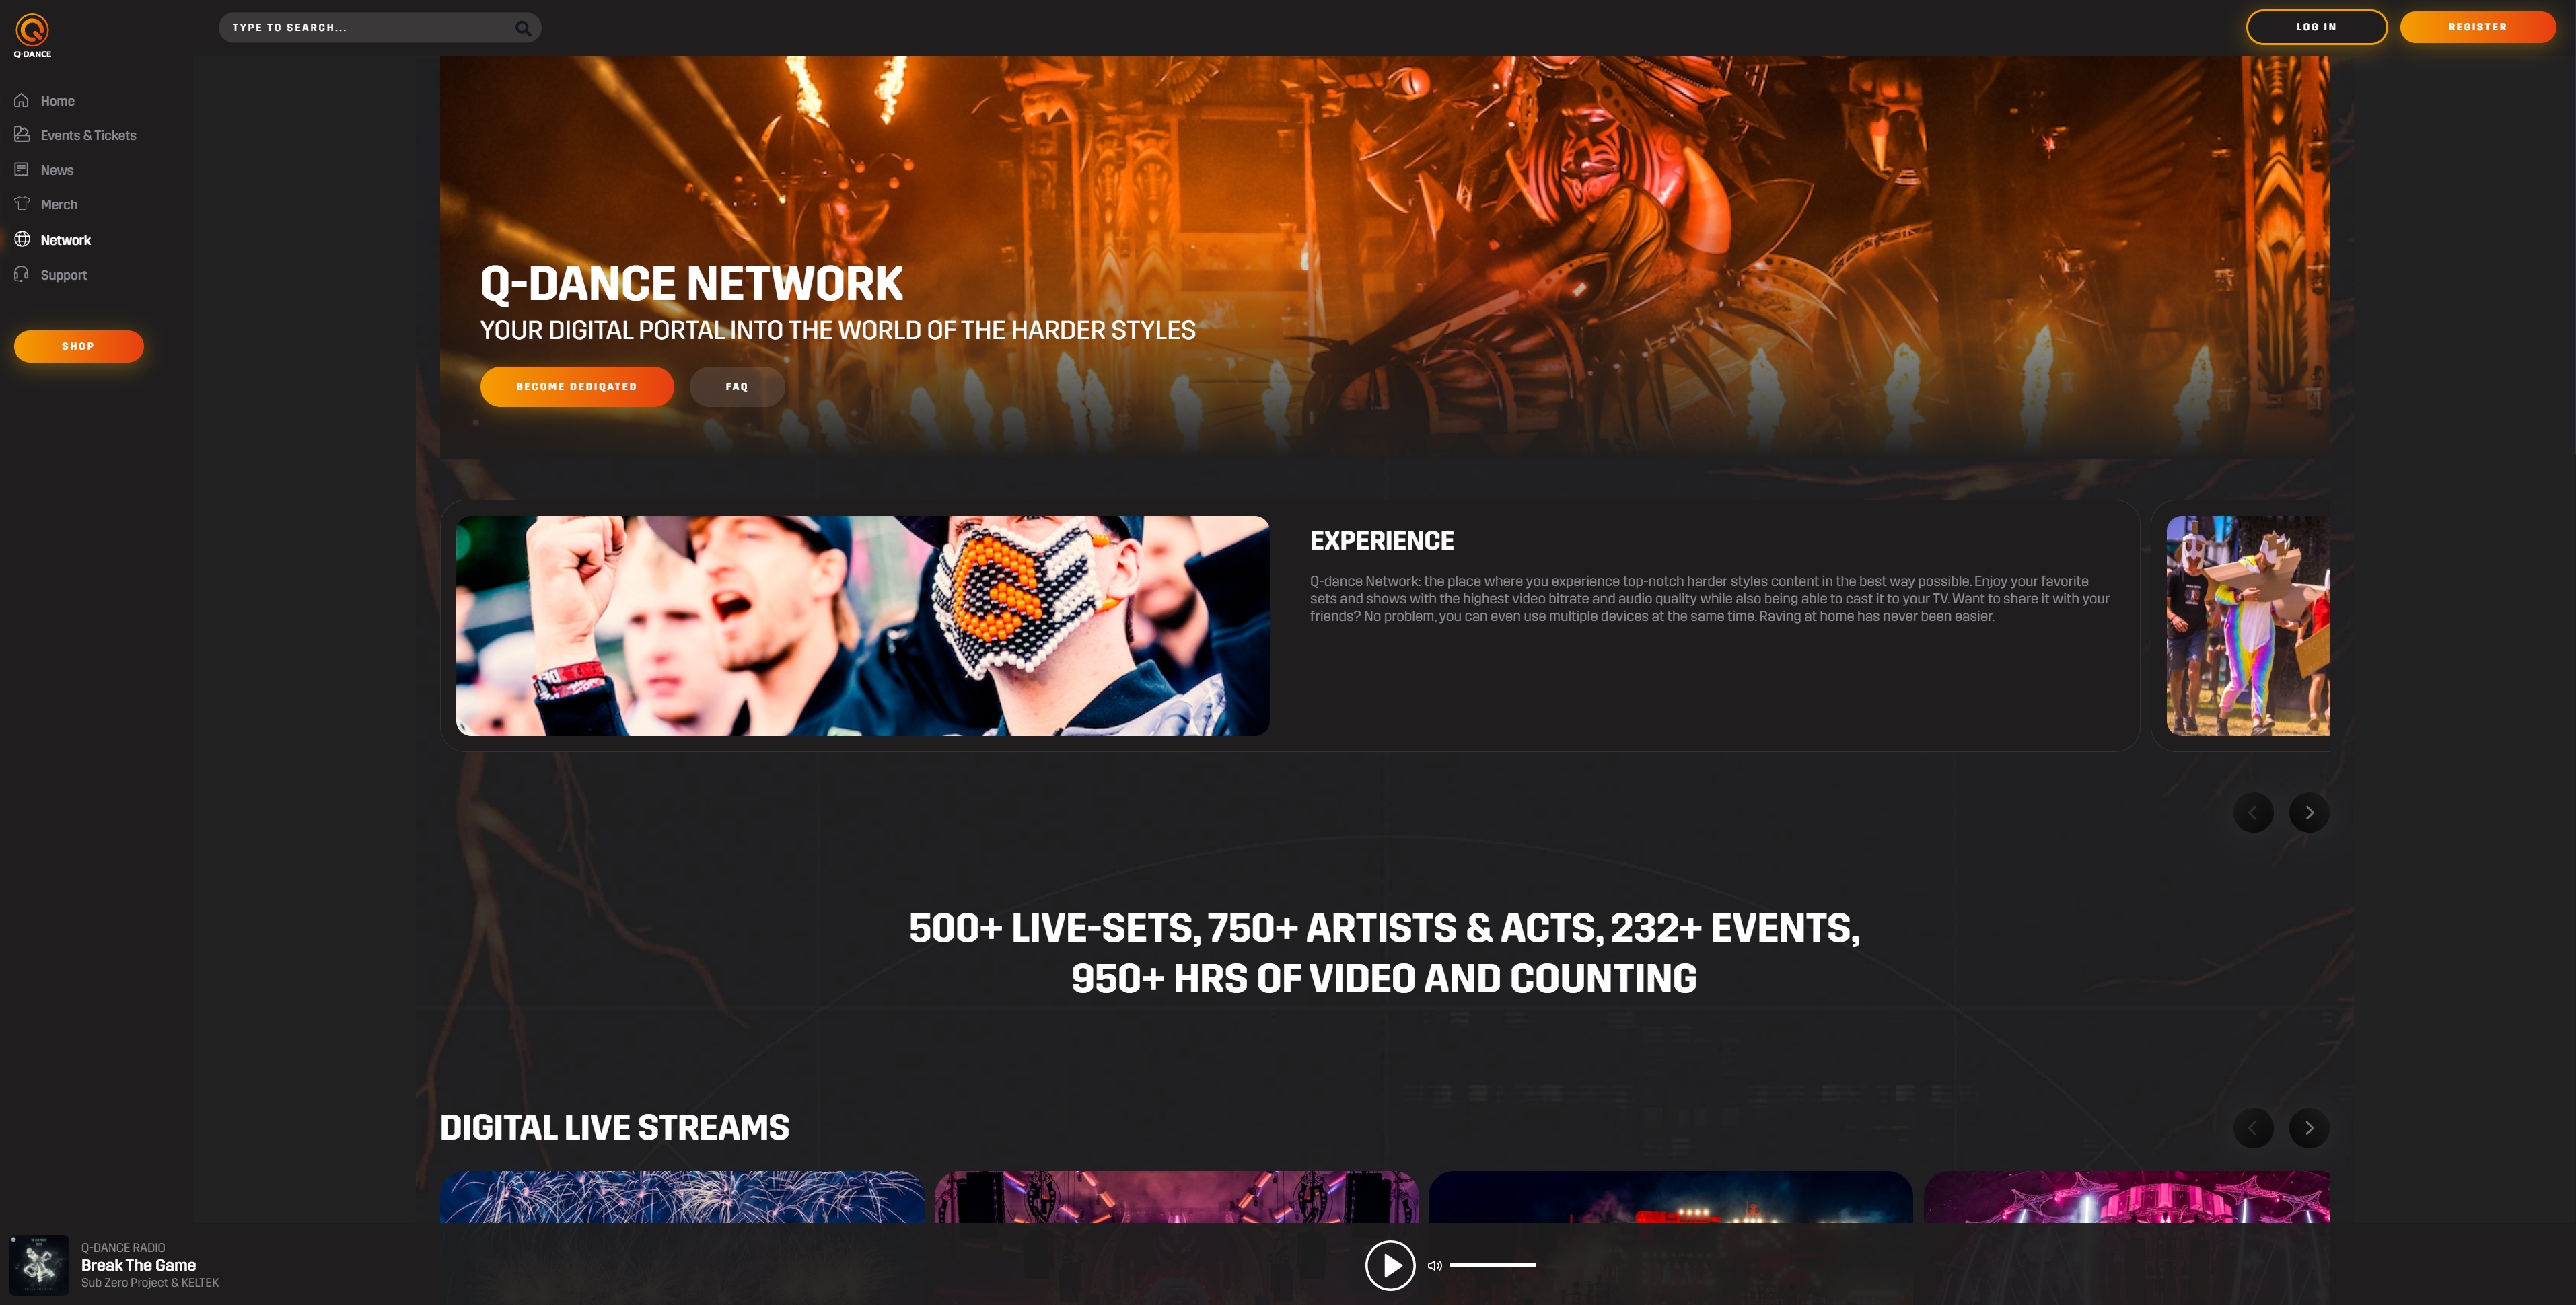 Q-DANCE
TYPE TO SEARCH...
LOG IN
REGISTER
Home
Events & Tickets
News
Merch
Network
Support
SHOP
Q-DANCE NETWORK
YOUR DIGITAL PORTAL INTO THE WORLD OF THE HARDER STYLES
BECOME DEDIQATED
FAQ
EXPERIENCE
Q-dance Network: the place where you experience top-notch harder styles content in the best way possible. Enjoy your favorite
sets and shows with the highest video bitrate and audio quality while also being able to cast it to your TV. Want to share it with your
friends? No problem, you can even use multiple devices at the same time. Raving at home has never been easier.
500+ LIVE-SETS, 750+ ARTISTS & ACTS, 232+ EVENTS,
950+ HRS OF VIDEO AND COUNTING
DIGITAL LIVE STREAMS
Q-DANCE RADIO
Break The Game
Sub Zero Project & KELTEK